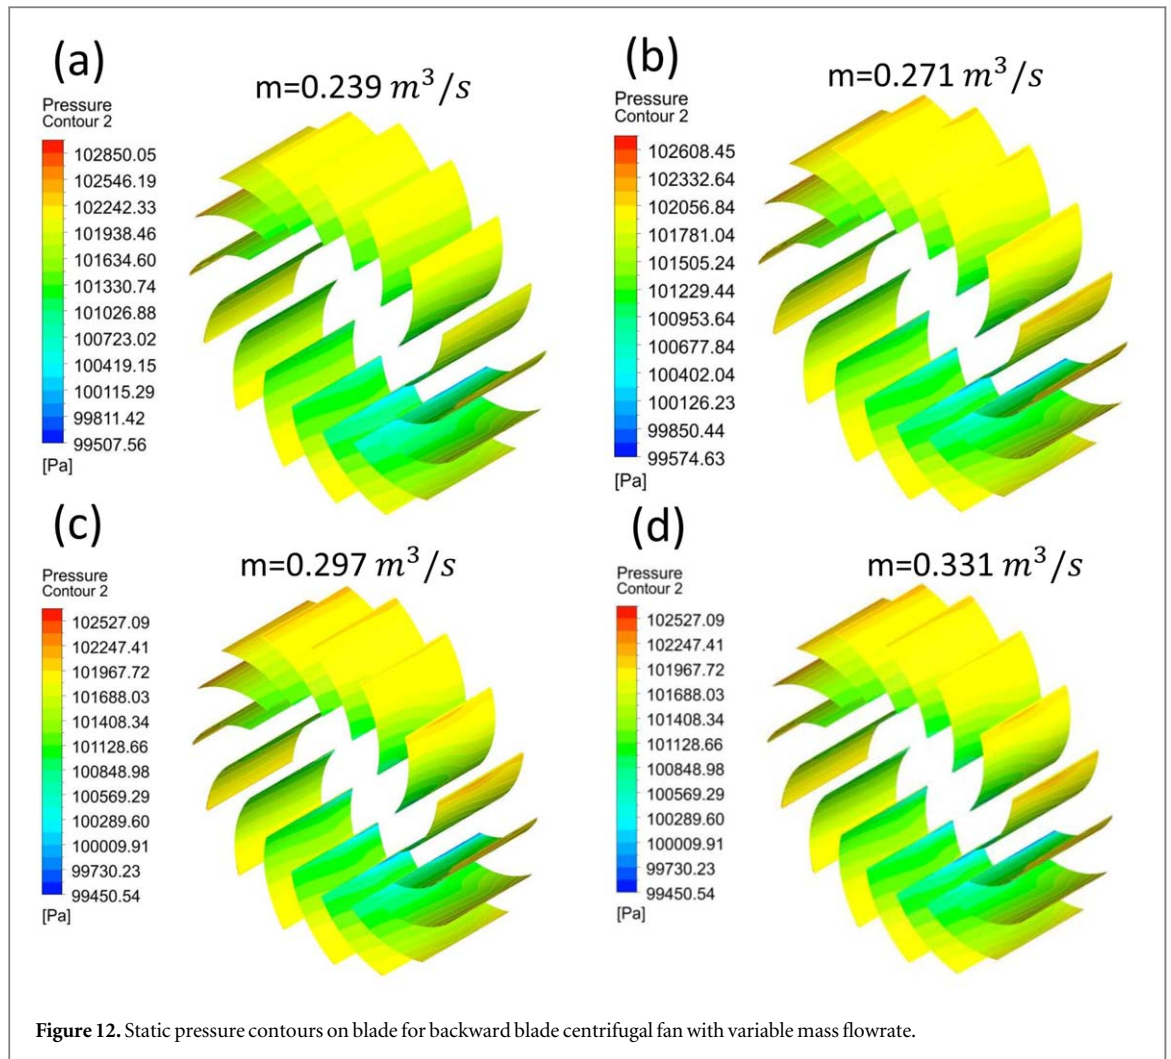 (a)
m=0.239 m³/s
Pressure
Contour 2
102850.05
102546.19
102242.33
101938.46
101634.60
101330.74
101026.88
100723.02
100419.15
100115.29
99811.42
99507.56
[Pa]
(b)
m=0.271 m³/s
Pressure
Contour 2
102608.45
102332.64
102056.84
101781.04
101505.24
101229.44
100953.64
100677.84
100402.04
100126.23
99850.44
99574.63
[Pa]
(c)
m=0.297 m³/s
Pressure
Contour 2
102527.09
102247.41
101967.72
101688.03
101408.34
101128.66
100848.98
100569.29
100289.60
100009.91
99730.23
99450.54
[Pa]
(d)
m=0.331 m³/s
Pressure
Contour 2
102527.09
102247.41
101967.72
101688.03
101408.34
101128.66
100848.98
100569.29
100289.60
100009.91
99730.23
99450.54
[Pa]
Figure 12. Static pressure contours on blade for backward blade centrifugal fan with variable mass flowrate.